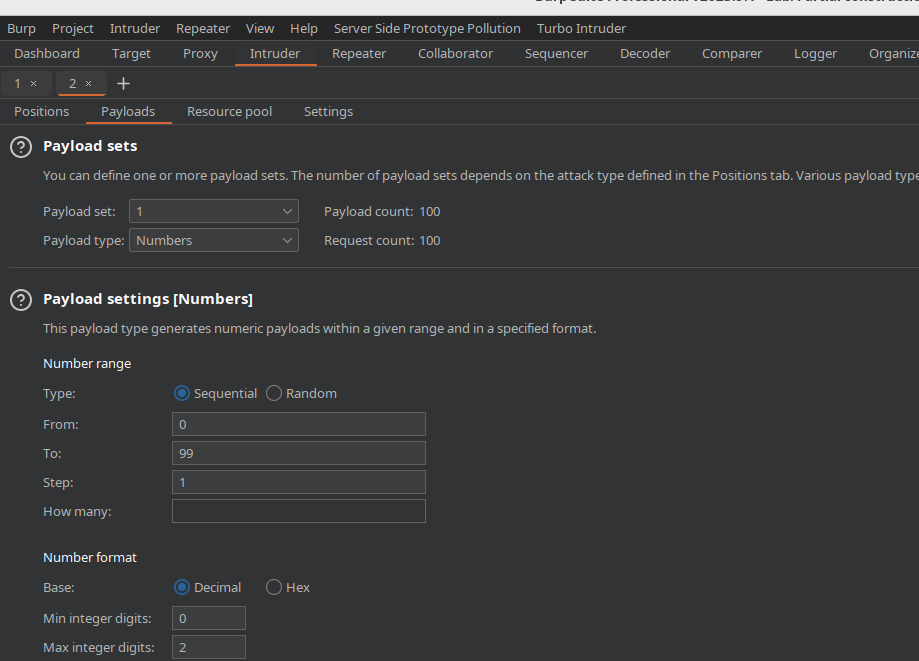 Burp Project Intruder Repeater View Help Server Side Prototype Pollution Turbo Intruder
Dashboard Target Proxy Intruder Repeater Collaborator Sequencer Decoder Comparer Logger Organize
1 × 2 × +
Positions Payloads Resource pool Settings
? Payload sets
You can define one or more payload sets. The number of payload sets depends on the attack type defined in the Positions tab. Various payload type
Payload set: 1 Payload count: 100
Payload type: Numbers Request count: 100
? Payload settings [Numbers]
This payload type generates numeric payloads within a given range and in a specified format.
Number range
Type: Sequential Random
From: 0
To: 99
Step: 1
How many:
Number format
Base: Decimal Hex
Min integer digits: 0
Max integer digits: 2